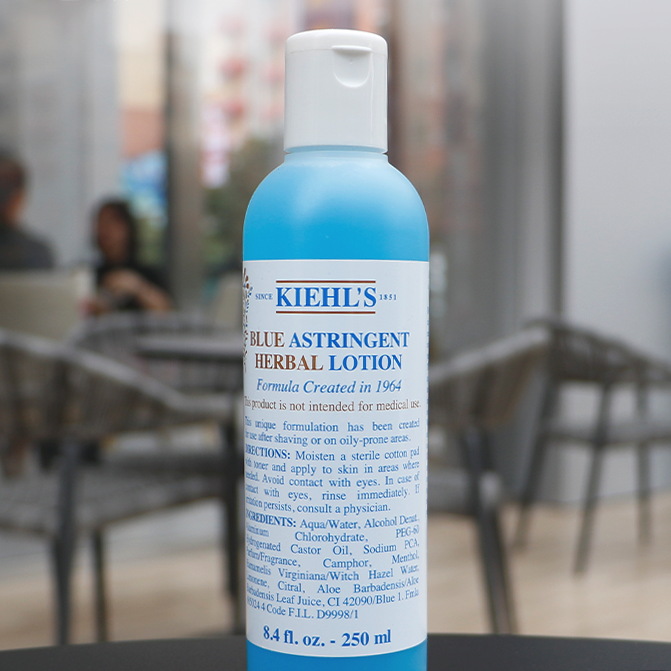 SINCE KIEHL'S 1851
BLUE ASTRINGENT
HERBAL LOTION
Formula Created in 1964
This product is not intended for medical use.
This unique formulation has been created
for use after shaving or on oily-prone areas.
DIRECTIONS: Moisten a sterile cotton pad
with toner and apply to skin in areas where
needed. Avoid contact with eyes. In case of
contact with eyes, rinse immediately. If
irritation persists, consult a physician.
INGREDIENTS: Aqua/Water, Alcohol Denat.,
Aluminum Chlorohydrate, PEG-60
Hydrogenated Castor Oil, Sodium PCA,
Parfum/Fragrance, Camphor, Menthol,
Hamamelis Virginiana/Witch Hazel Water,
Limonene, Citral, Aloe Barbadensis/Aloe
Barbadensis Leaf Juice, CI 42090/Blue 1. Fmla
Code F.I.L. D9998/1
8.4 fl. oz. - 250 ml